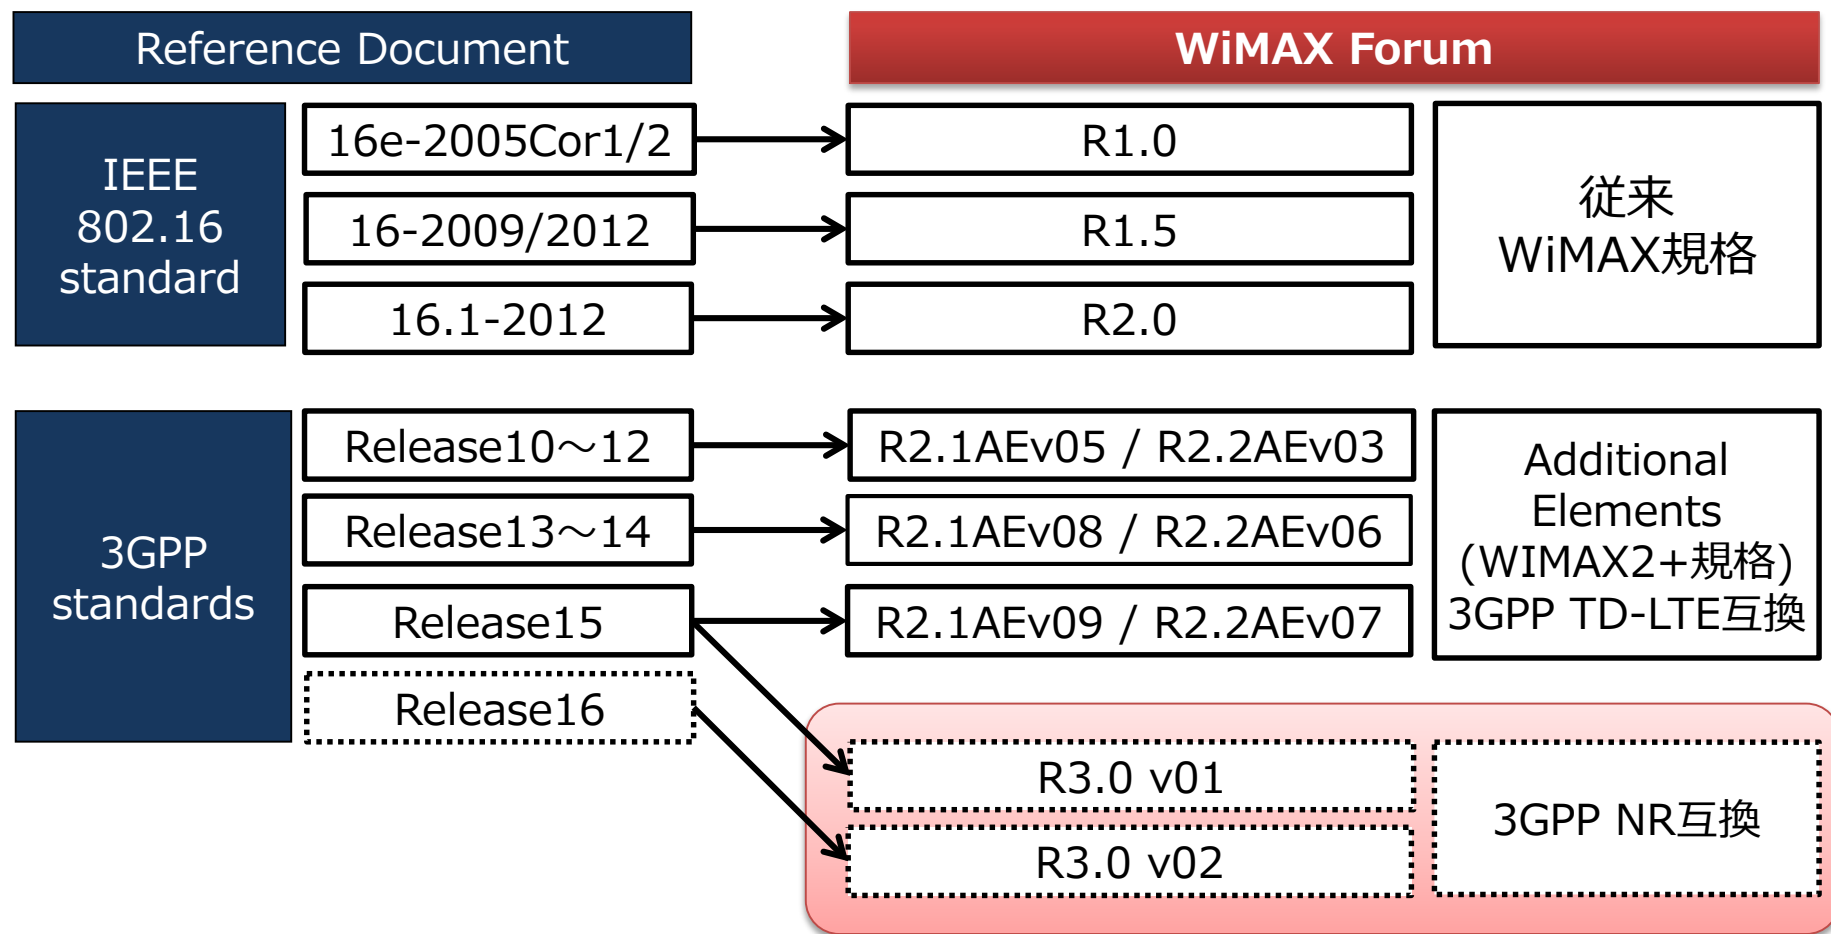 Reference Document
WiMAX Forum
IEEE
802.16
standard
16e-2005Cor1/2
R1.0
16-2009/2012
R1.5
16.1-2012
R2.0
従来
WiMAX規格
3GPP
standards
Release10～12
R2.1AEv05 / R2.2AEv03
Release13～14
R2.1AEv08 / R2.2AEv06
Release15
R2.1AEv09 / R2.2AEv07
Release16
Additional
Elements
(WIMAX2+規格)
3GPP TD-LTE互換
R3.0 v01
R3.0 v02
3GPP NR互換